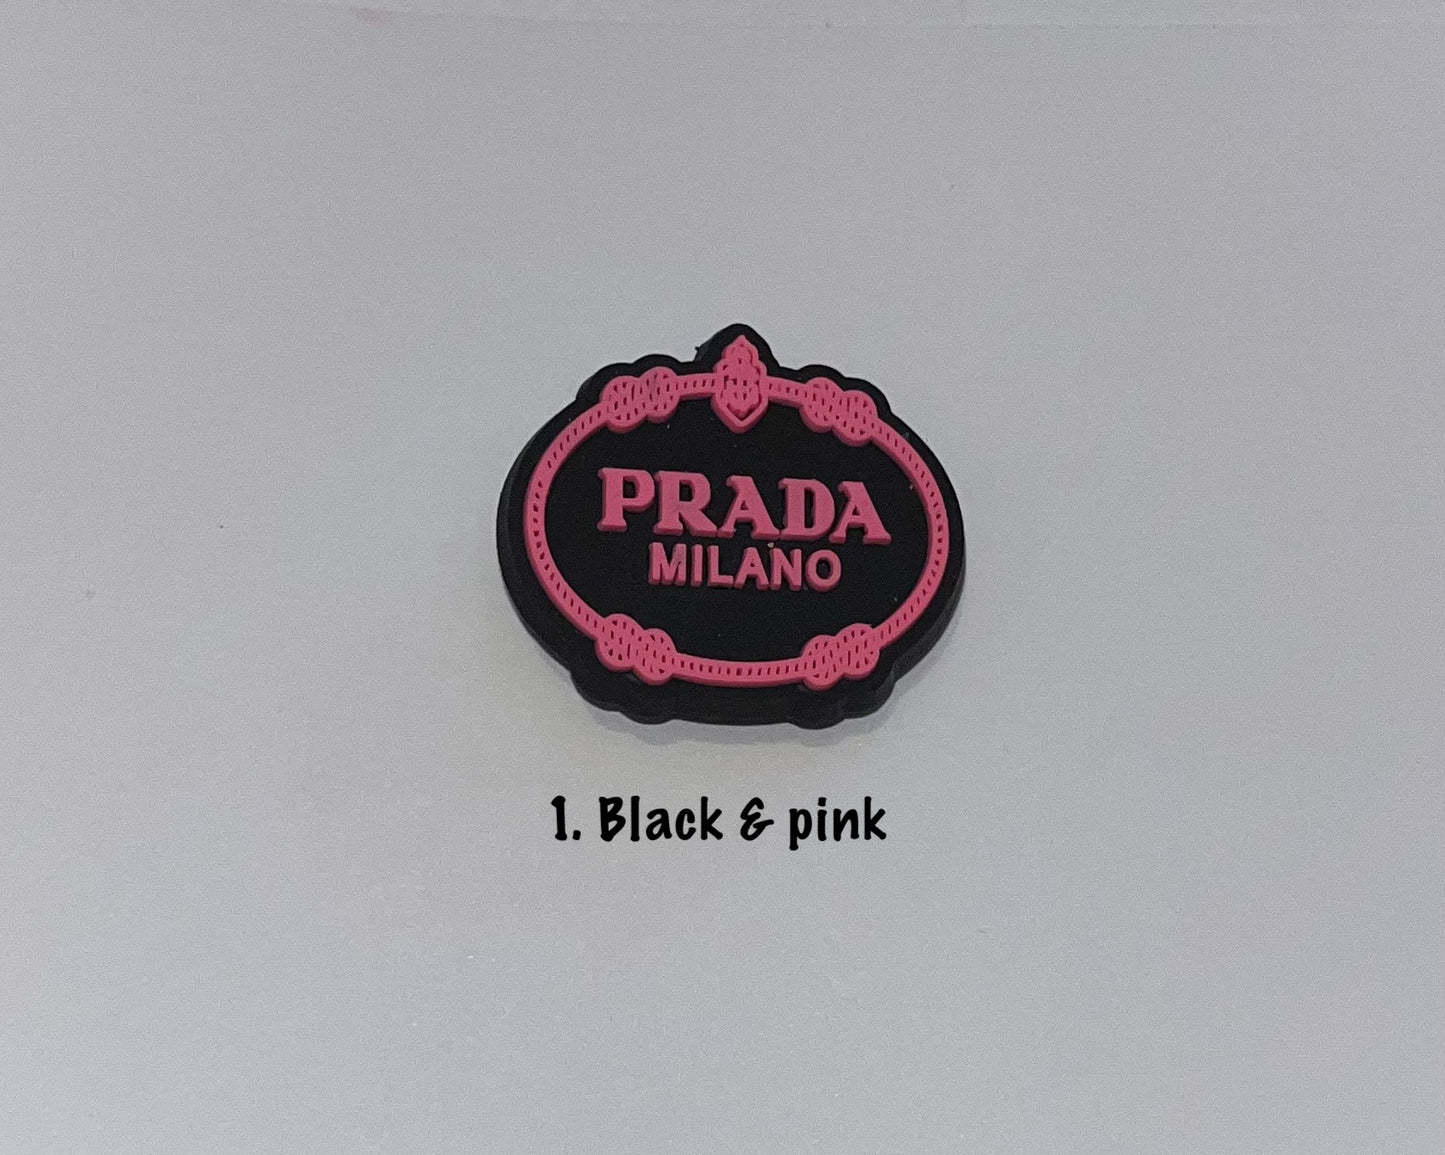 PRADA
MILANO
1. Black & pink